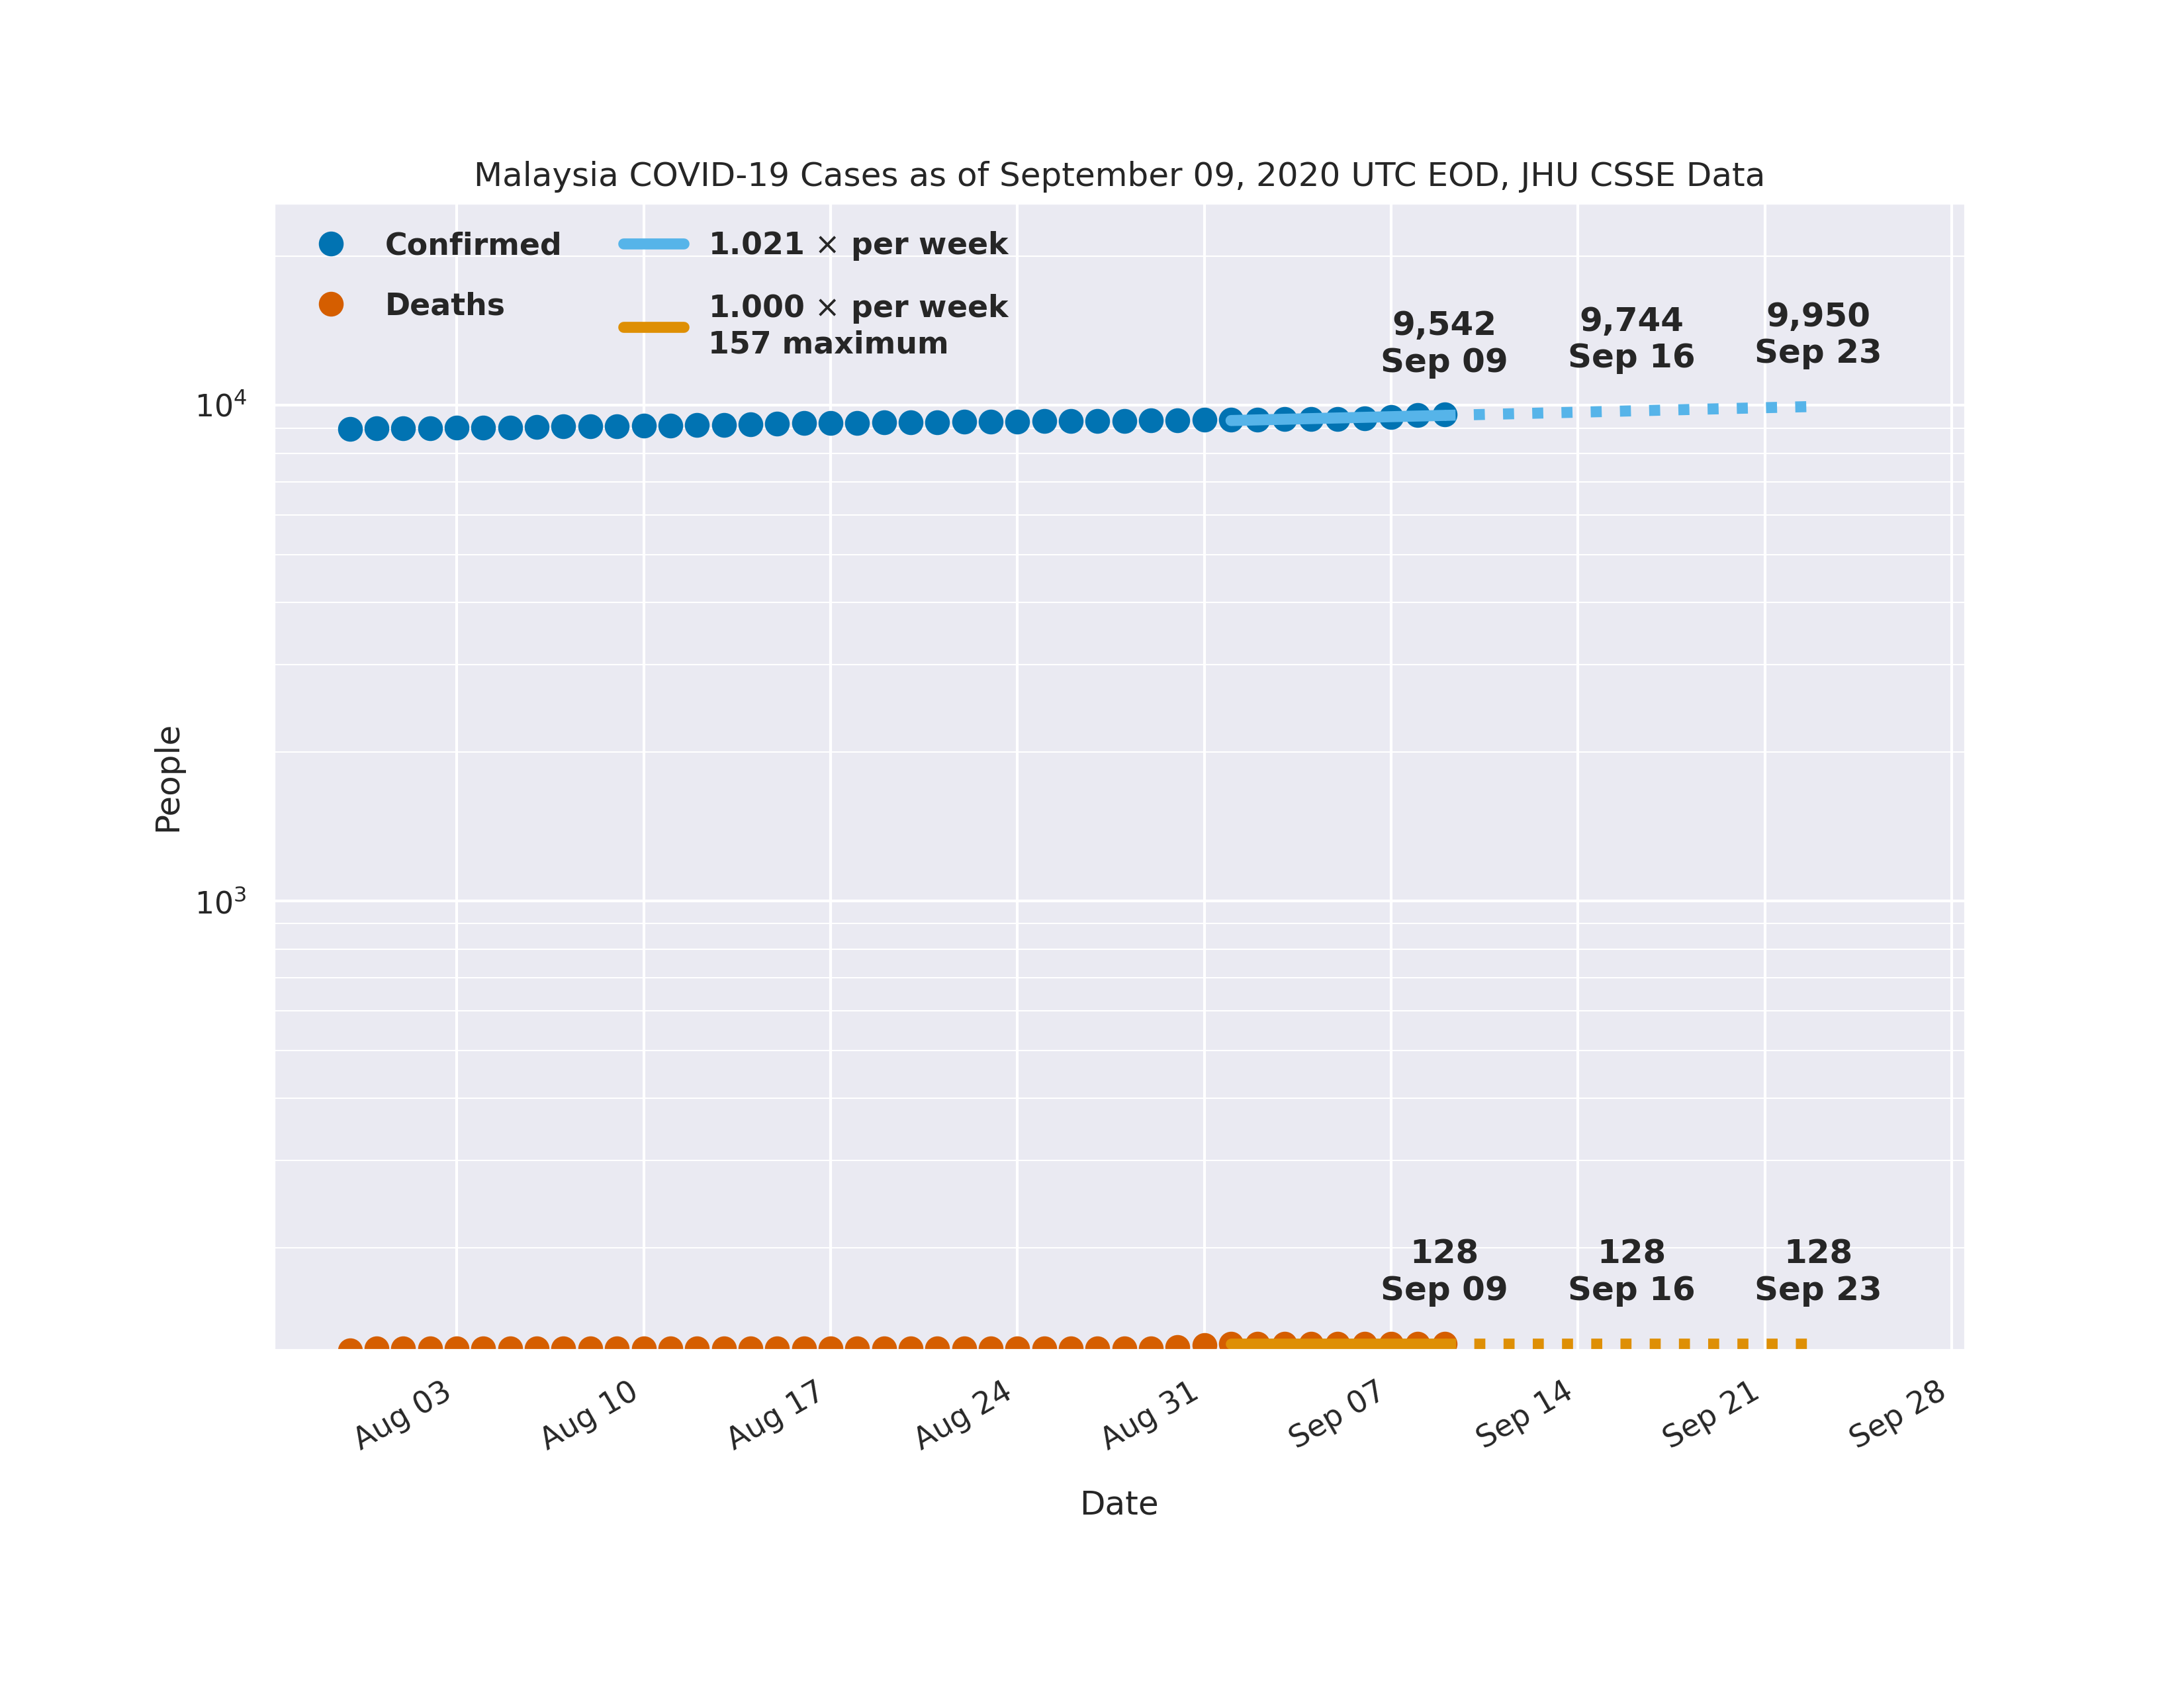 Malaysia COVID-19 Cases as of September 09, 2020 UTC EOD, JHU CSSE Data
Confirmed
Deaths
1.021 × per week
1.000 × per week
157 maximum
9,542
Sep 09
9,744
Sep 16
9,950
Sep 23
10⁴
People
10³
128
Sep 09
128
Sep 16
128
Sep 23
Aug 03
Aug 10
Aug 17
Aug 24
Aug 31
Sep 07
Sep 14
Sep 21
Sep 28
Date